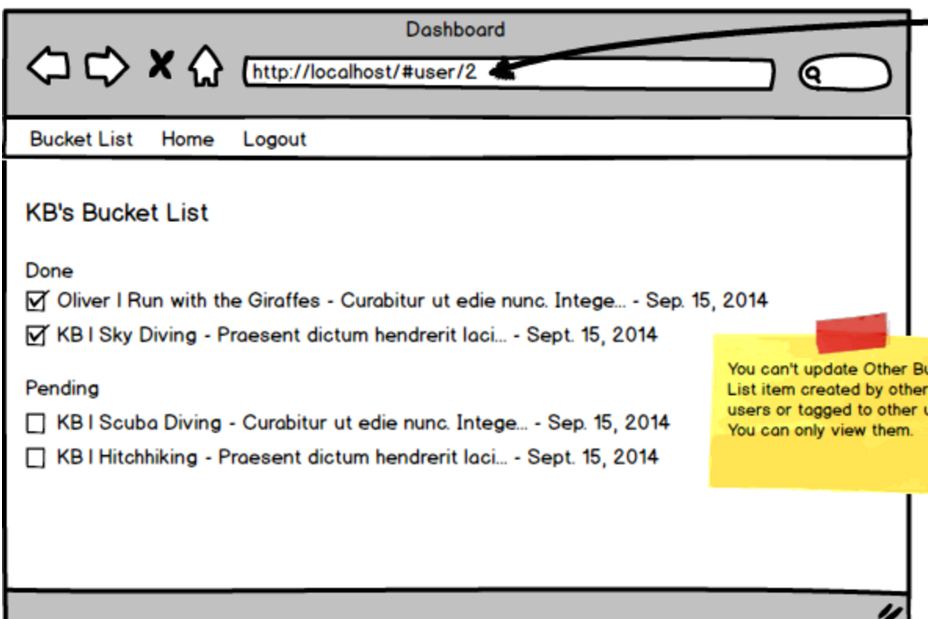 Dashboard
http://localhost/#user/2
Bucket List Home Logout
KB's Bucket List
Done
Oliver | Run with the Giraffes - Curabitur ut edie nunc. Intege... - Sep. 15, 2014
KB | Sky Diving - Praesent dictum hendrerit laci... - Sept. 15, 2014
Pending
KB | Scuba Diving - Curabitur ut edie nunc. Intege... - Sep. 15, 2014
KB | Hitchhiking - Praesent dictum hendrerit laci... - Sept. 15, 2014
You can't update Other
List item created by other
users or tagged to other
You can only view them.